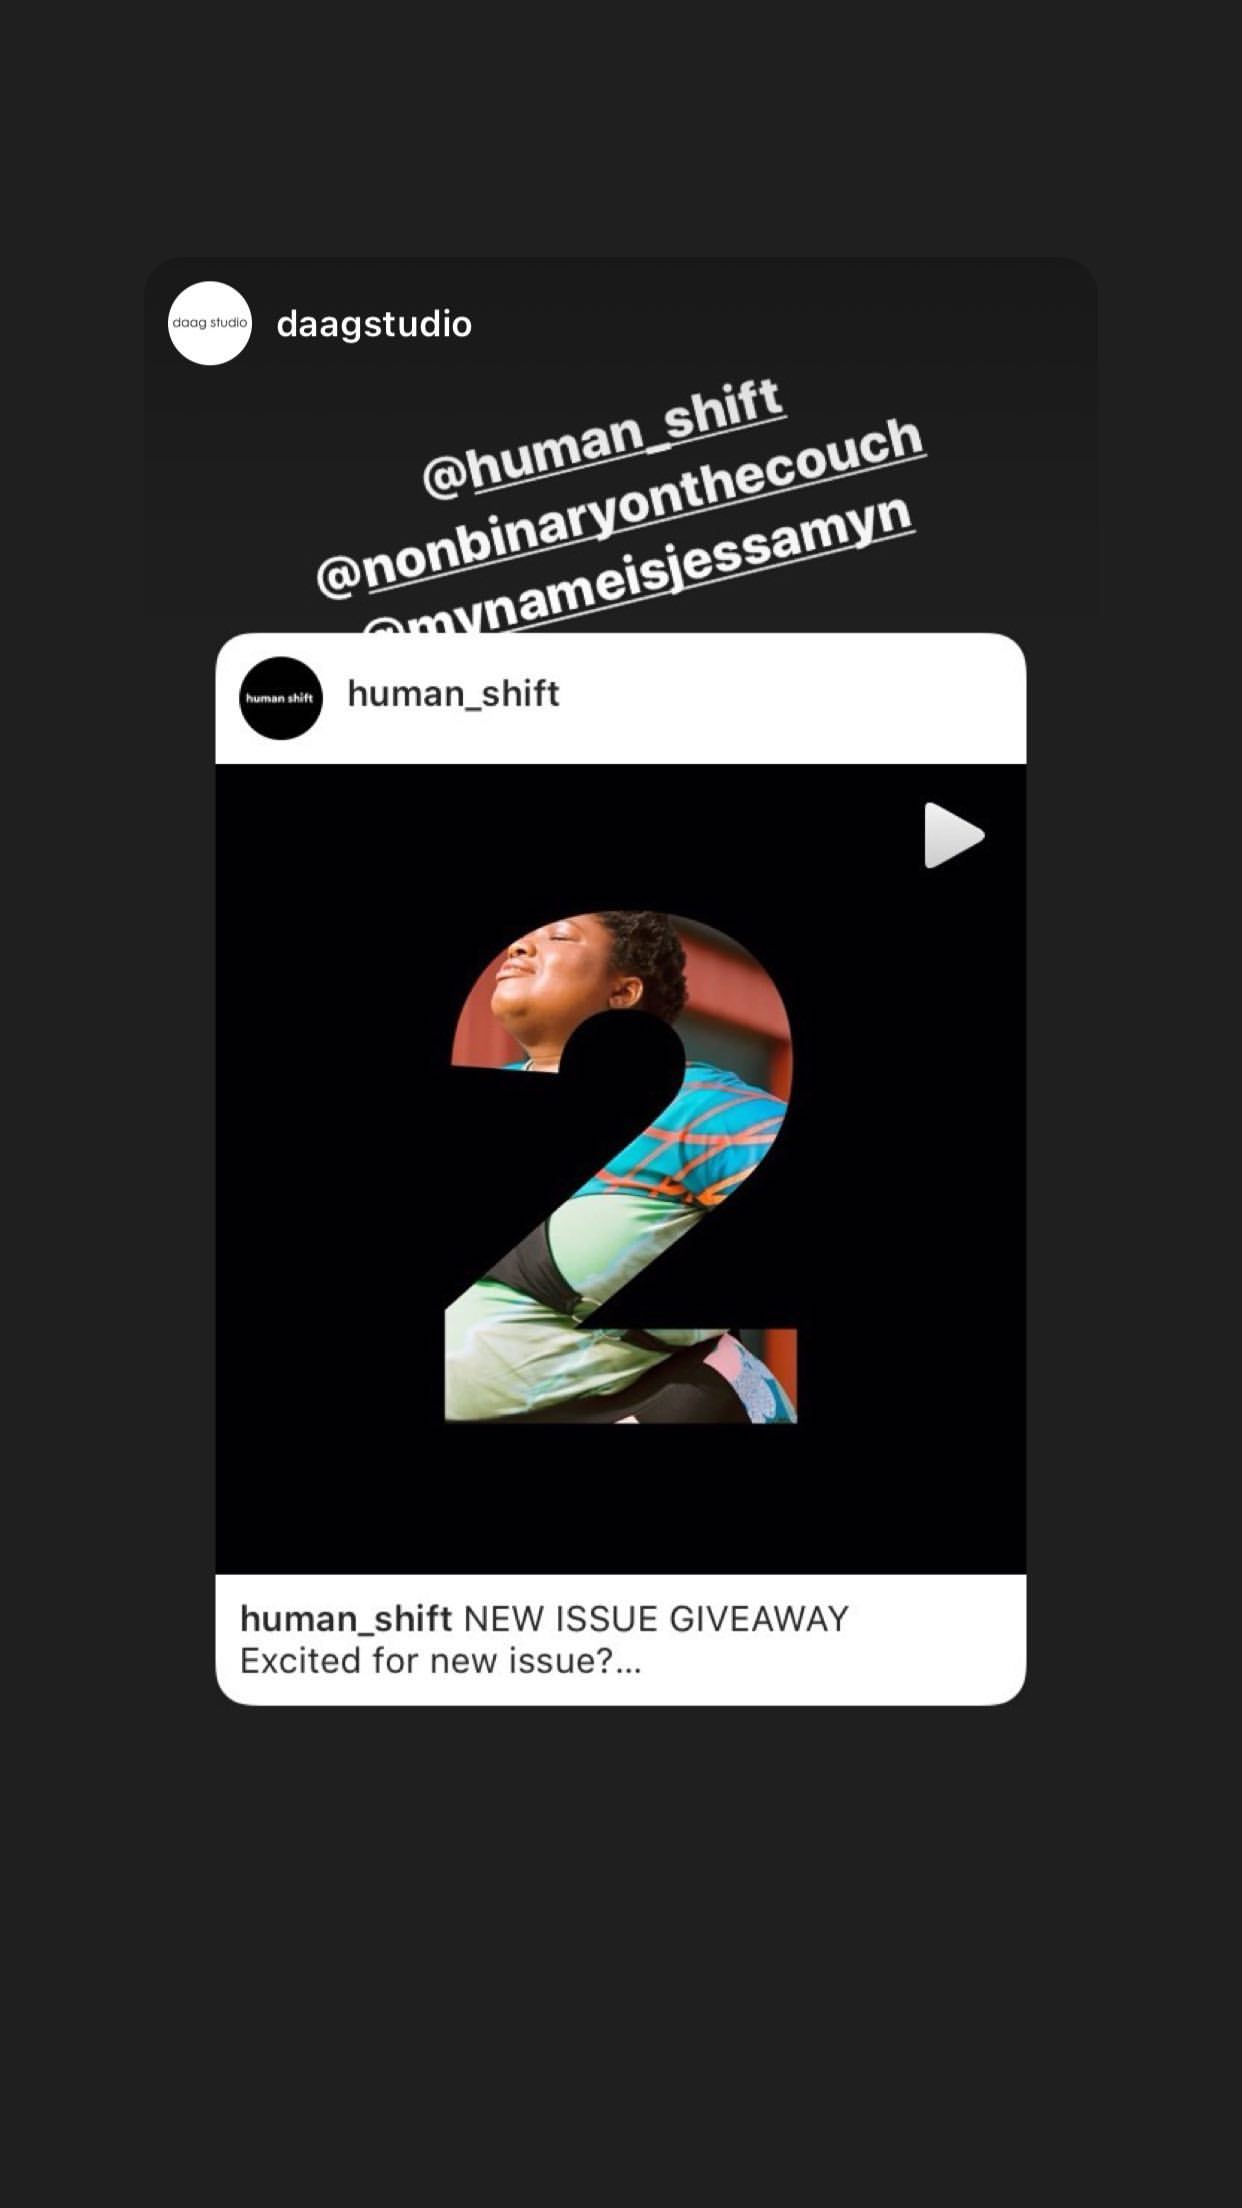 daag studio
daagstudio
@human_shift
@nonbinaryonthecouch
@mynameisjessamyn
human shift
human_shift
2
human_shift NEW ISSUE GIVEAWAY
Excited for new issue?...